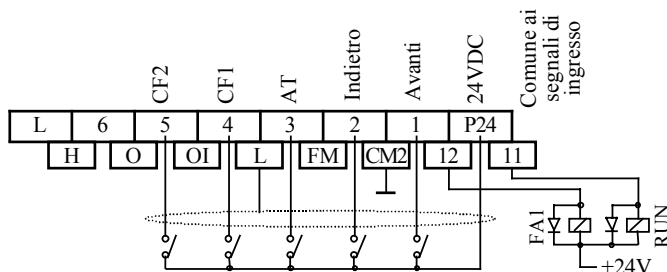 CF2
CF1
AT
Indietro
Avanti
24VDC
Comune ai
segnali di
ingresso
L 6 5 4 3 2 1 P24
H O OI L FM CM2 12 11
FA1
RUN
+24V